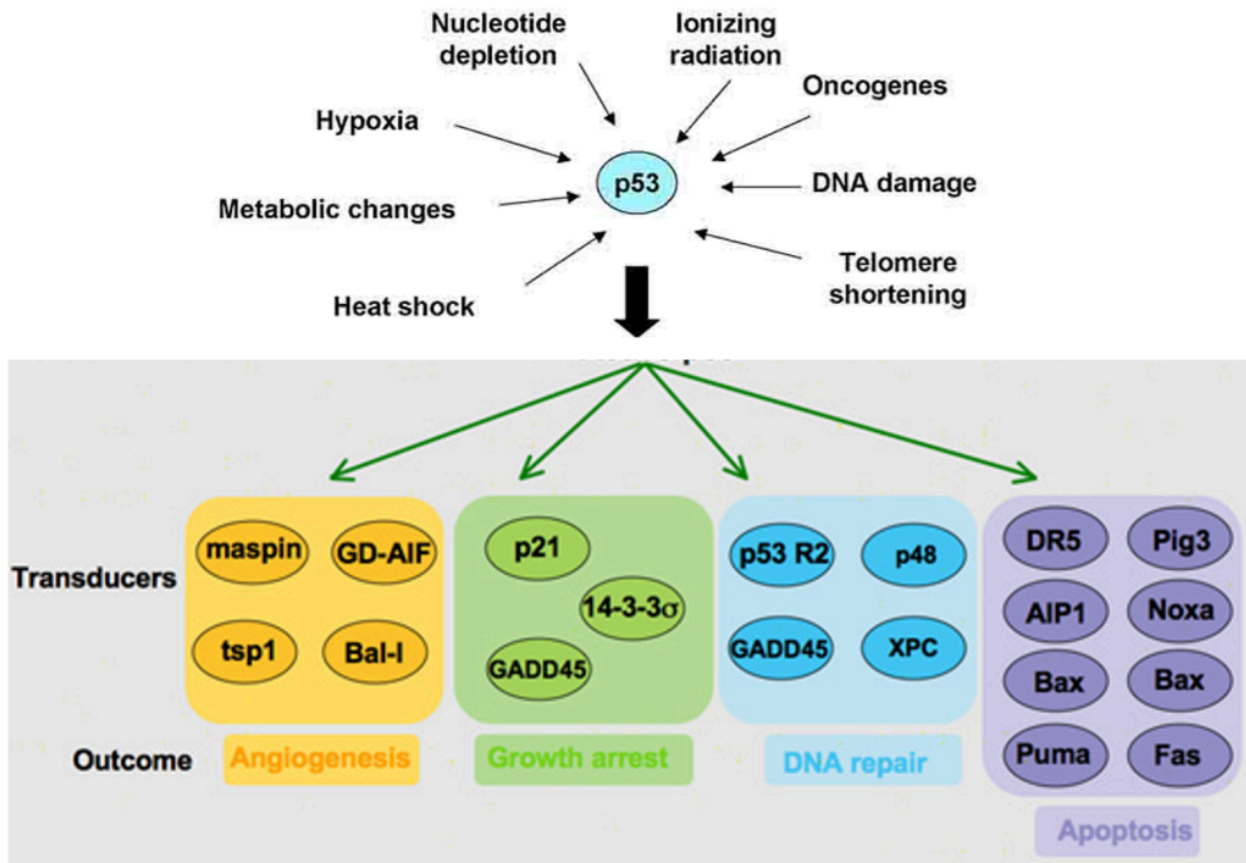 Nucleotide
depletion
Ionizing
radiation
Oncogenes
Hypoxia
p53
DNA damage
Metabolic changes
Telomere
shortening
Heat shock
Transducers
maspin
GD-AIF
tsp1
Bal-I
p21
14-3-3σ
GADD45
p53 R2
p48
GADD45
XPC
DR5
Pig3
AIP1
Noxa
Bax
Bax
Puma
Fas
Outcome
Angiogenesis
Growth arrest
DNA repair
Apoptosis